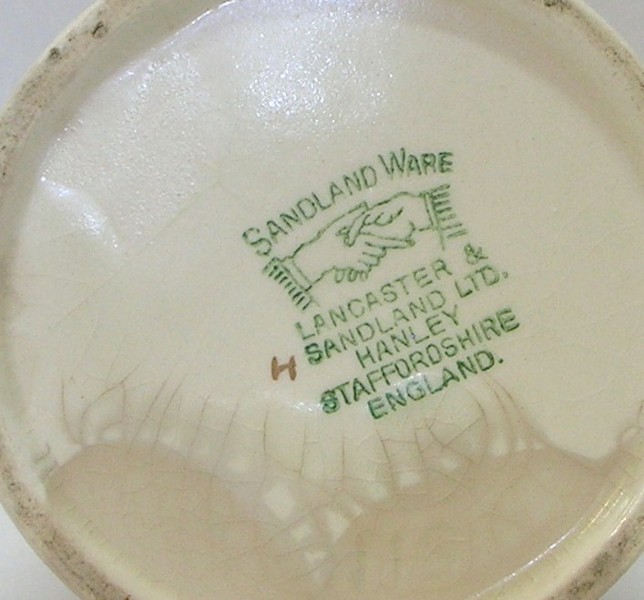 SANDLAND WARE
LANCASTER &
SANDLAND LTD.
HANLEY
H
STAFFORDSHIRE
ENGLAND.